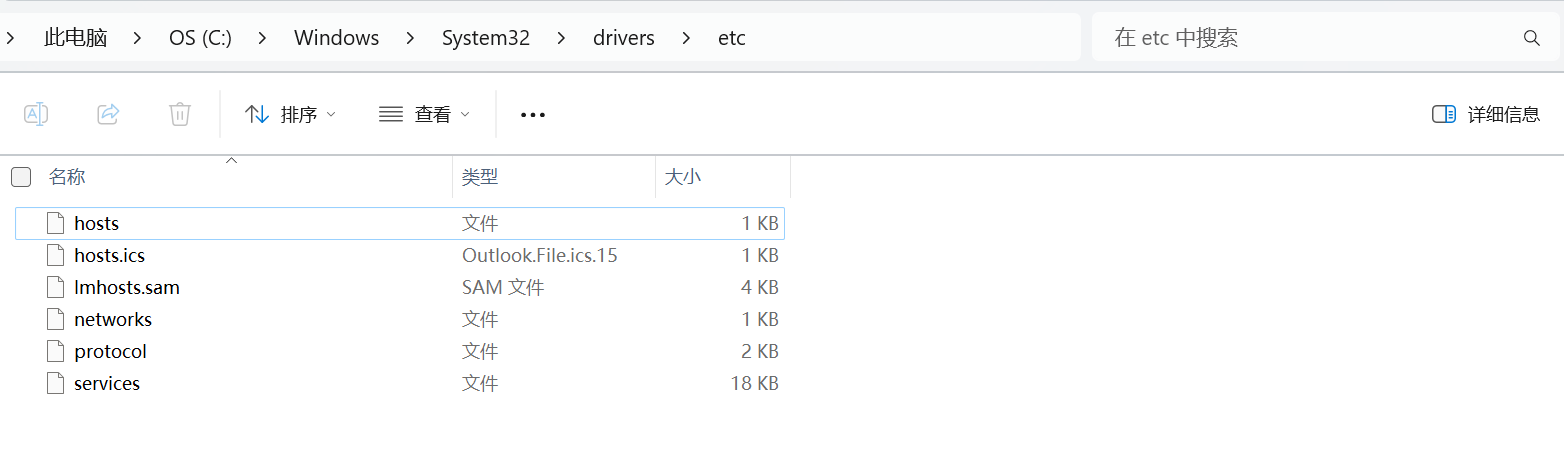 此电脑 OS (C:) Windows System32 drivers etc 在 etc 中搜索
排序 查看 详细信息
名称 类型 大小
hosts 文件 1 KB
hosts.ics Outlook.File.ics.15 1 KB
lmhosts.sam SAM 文件 4 KB
networks 文件 1 KB
protocol 文件 2 KB
services 文件 18 KB